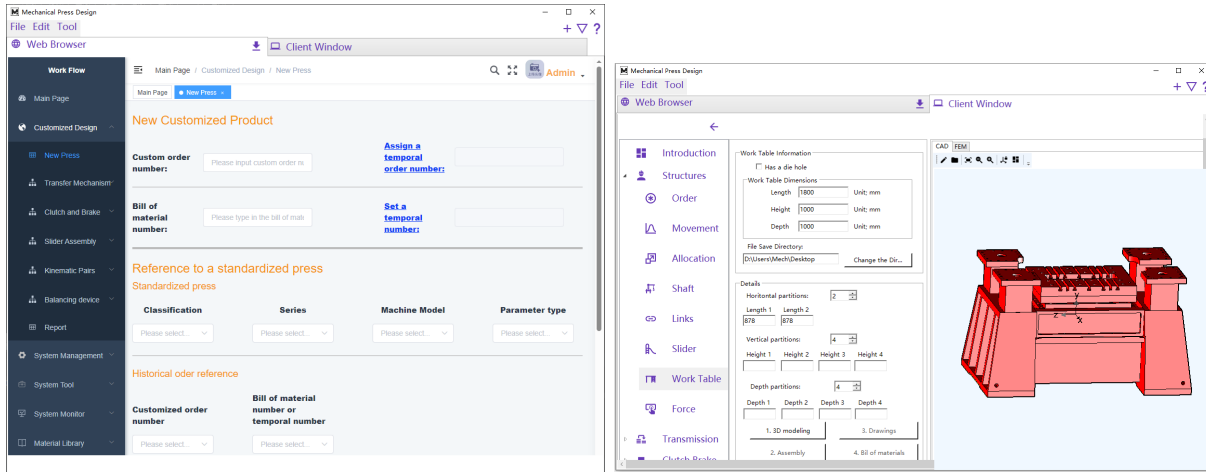 Mechanical Press Design
File Edit Tool
Web Browser
Client Window
Work Flow
Main Page / Customized Design / New Press
Admin
Main Page
Main Page
New Press
Customized Design
New Press
Transfer Mechanism
Clutch and Brake
Slider Assembly
Kinematic Pairs
Balancing device
Report
System Management
System Tool
System Monitor
Material Library
New Customized Product
Custom order number:
Please input custom order nu
Assign a temporal order number:
Bill of material number:
Please type in the bill of mate
Set a temporal number:
Reference to a standardized press
Standardized press
Classification Series Machine Model Parameter type
Please select... Please select... Please select... Please select...
Historical oder reference
Customized order number
Bill of material number or temporal number
Please select... Please select...
Mechanical Press Design
File Edit Tool
Web Browser
Client Window
Introduction
Structures
Order
Movement
Allocation
Shaft
Links
Slider
Work Table
Force
Transmission
Clutch Brake
Work Table Information
Has a die hole
Work Table Dimensions
Length 1800 Unit: mm
Height 1000 Unit: mm
Depth 1000 Unit: mm
File Save Directory:
D:\Users\Mech\Desktop
Change the Dir...
Details
Horitontal partitions: 2
Length 1 Length 2
878 878
Vertical partitions: 4
Height 1 Height 2 Height 3 Height 4
Depth partitions: 4
Depth 1 Depth 2 Depth 3 Depth 4
1. 3D modeling
3. Drawings
2. Assembly
4. Bil of materials
CAD FEM
y
z
x